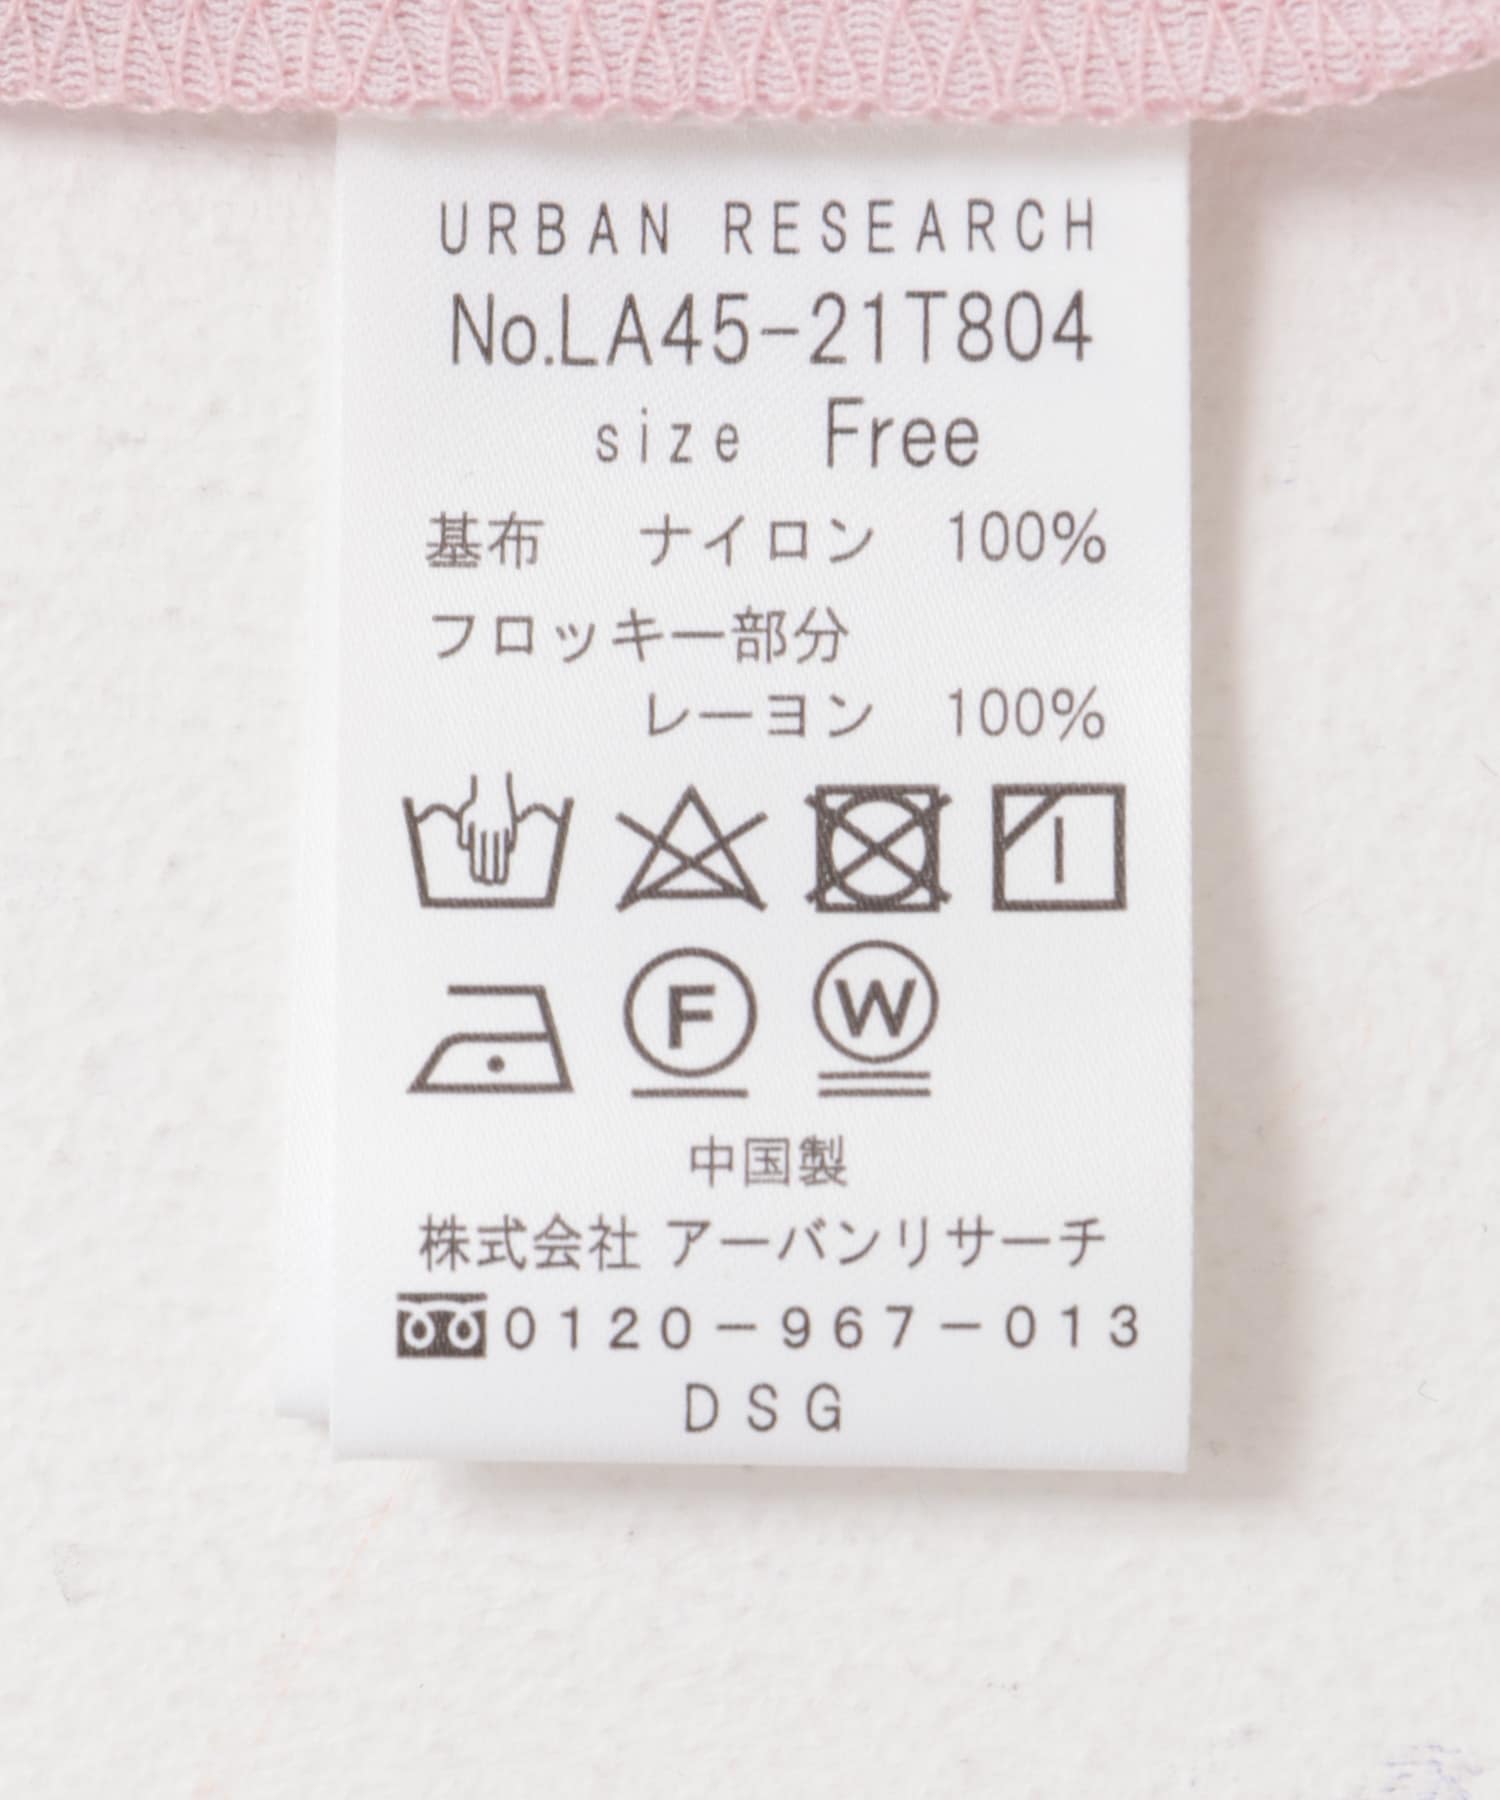 URBAN RESEARCH
No.LA45-21T804
size Free
基布 ナイロン 100%
フロッキー部分
レーヨン 100%
F W
中国製
株式会社 アーバンリサーチ
0120-967-013
DSG